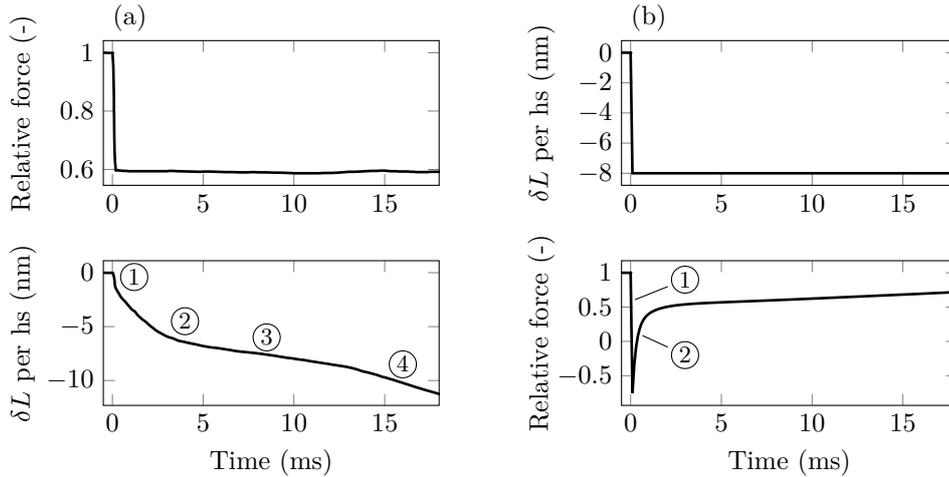 (a)
Relative force (-)
1
0.8
0.6
0 5 10 15
δL per hs (nm)
0
−5
−10
① ② ③ ④
0 5 10 15
Time (ms)
(b)
δL per hs (nm)
0
−2
−4
−6
−8
0 5 10 15
Relative force (-)
1
0.5
0
−0.5
①
②
0 5 10 15
Time (ms)